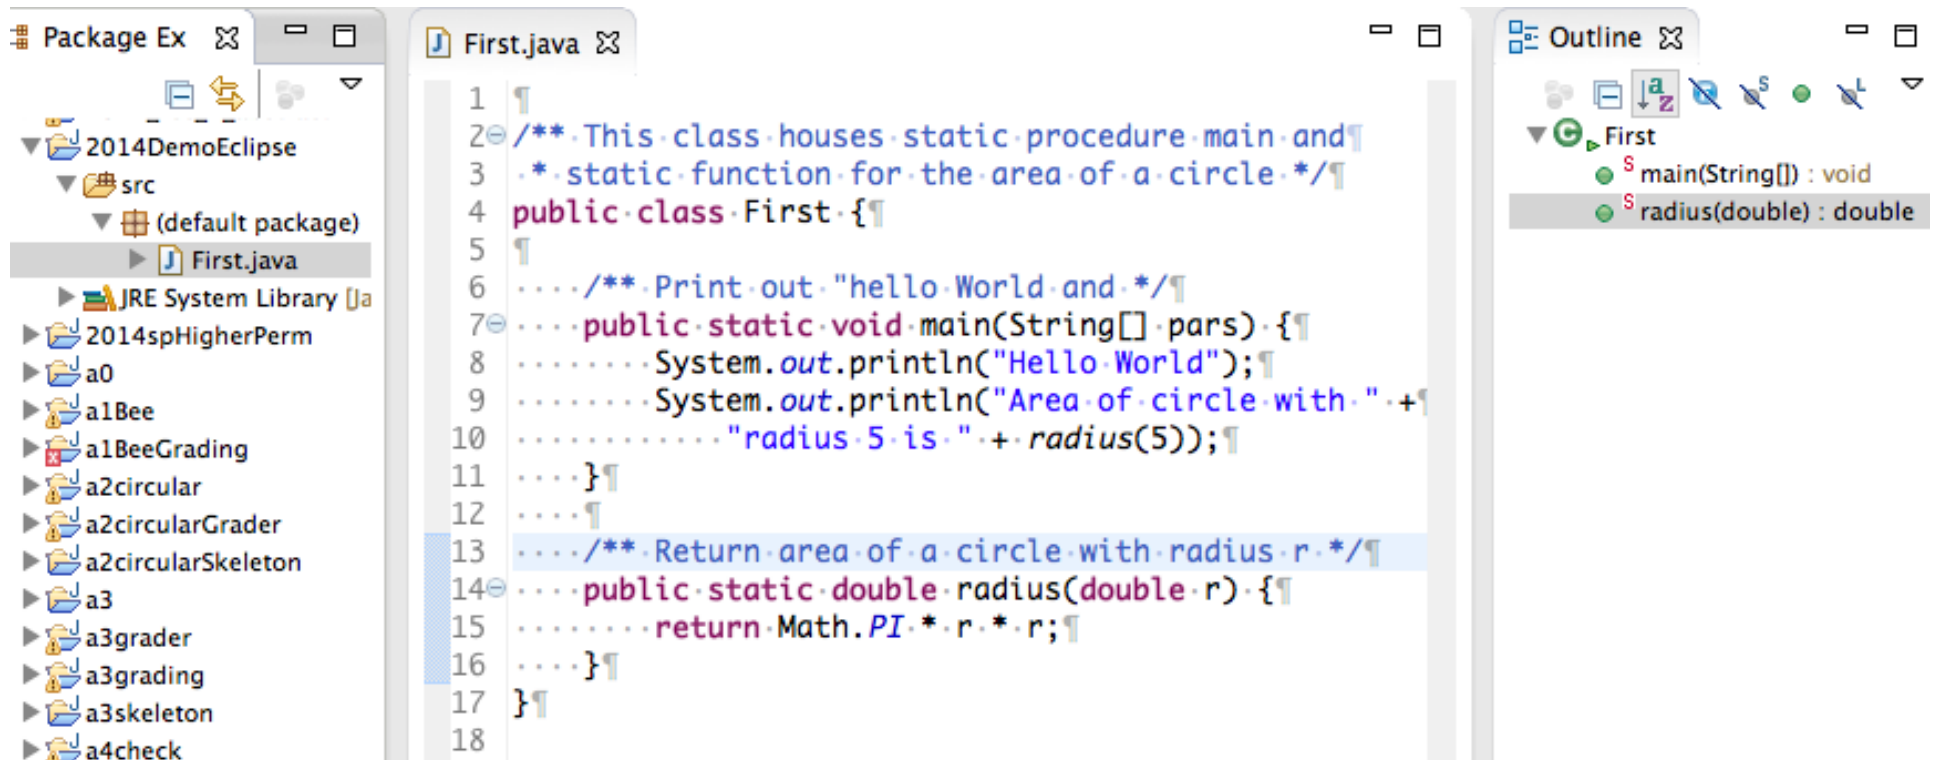 Package Ex
2014DemoEclipse
src
(default package)
First.java
JRE System Library [Ja
2014spHigherPerm
a0
a1Bee
a1BeeGrading
a2circular
a2circularGrader
a2circularSkeleton
a3
a3grader
a3grading
a3skeleton
a4check
First.java
1 ¶
2 /**·This·class·houses·static·procedure·main·and¶
3 ·*·static·function·for·the·area·of·a·circle·*/¶
4 public·class·First·{¶
5 ¶
6 ····/**·Print·out·"hello·World·and·*/¶
7 ····public·static·void·main(String[]·pars)·{¶
8 ········System.out.println("Hello·World");¶
9 ········System.out.println("Area·of·circle·with·"·+¶
10 ············"radius·5·is·"·+·radius(5));¶
11 ····}¶
12 ····¶
13 ····/**·Return·area·of·a·circle·with·radius·r·*/¶
14 ····public·static·double·radius(double·r)·{¶
15 ········return·Math.PI·*·r·*·r;¶
16 ····}¶
17 }¶
18
Outline
First
main(String[]) : void
radius(double) : double